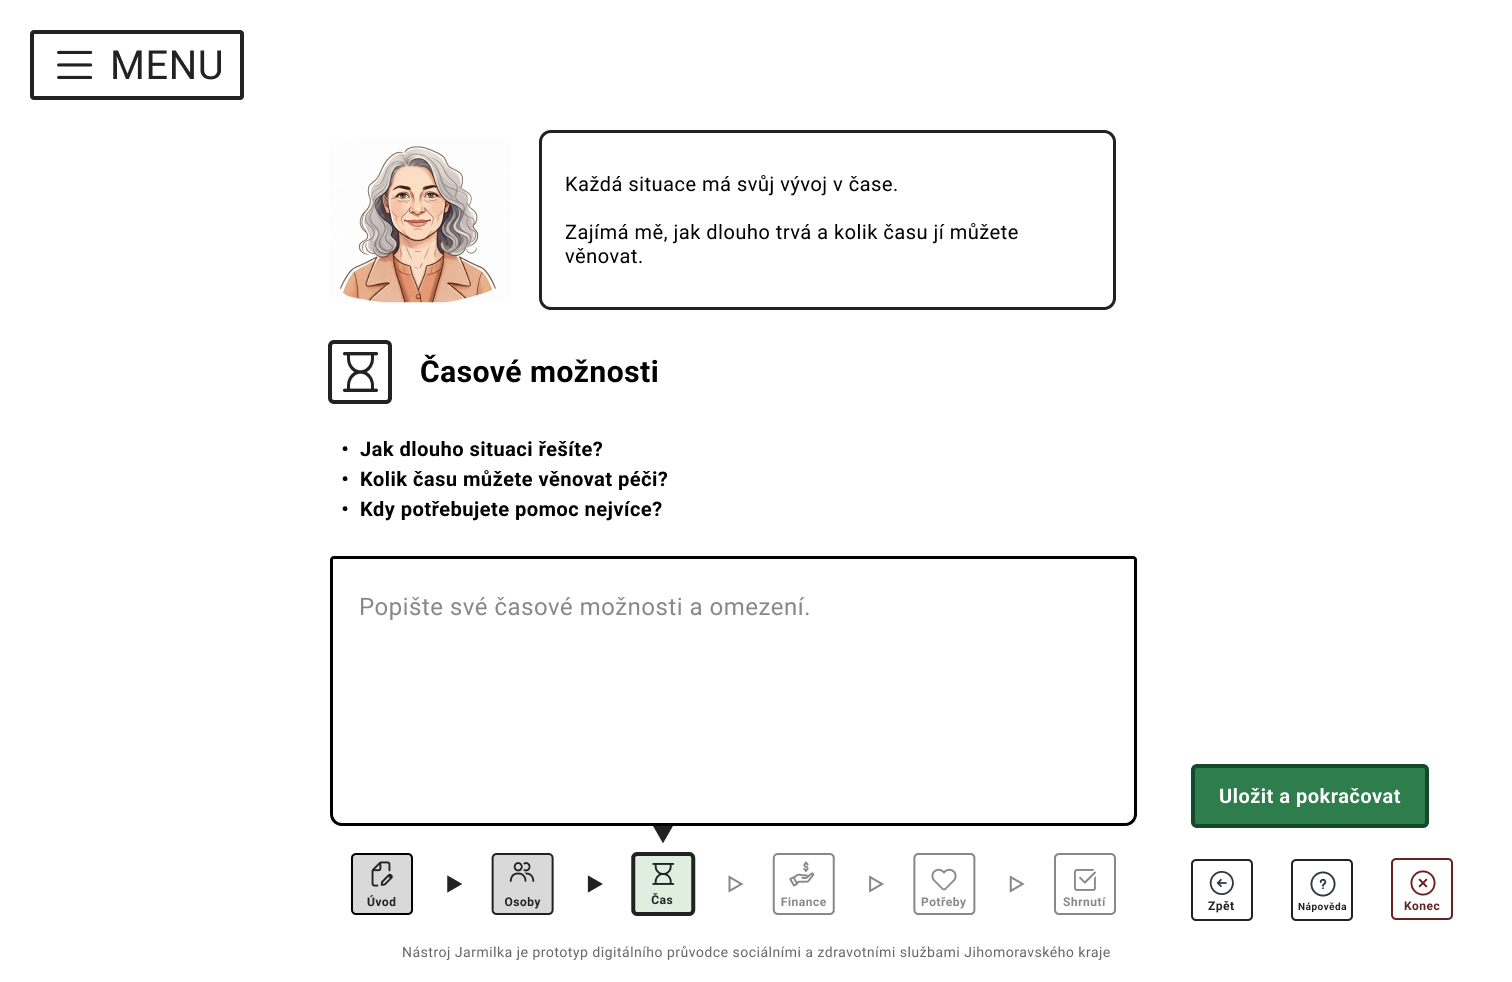 MENU
Každá situace má svůj vývoj v čase.
Zajímá mě, jak dlouho trvá a kolik času jí můžete
věnovat.
Časové možnosti
• Jak dlouho situaci řešíte?
• Kolik času můžete věnovat péči?
• Kdy potřebujete pomoc nejvíce?
Popište své časové možnosti a omezení.
Uložit a pokračovat
Úvod
Osoby
Čas
Finance
Potřeby
Shrnutí
Zpět
Nápověda
Konec
Nástroj Jarmilka je prototyp digitálního průvodce sociálními a zdravotními službami Jihomoravského kraje